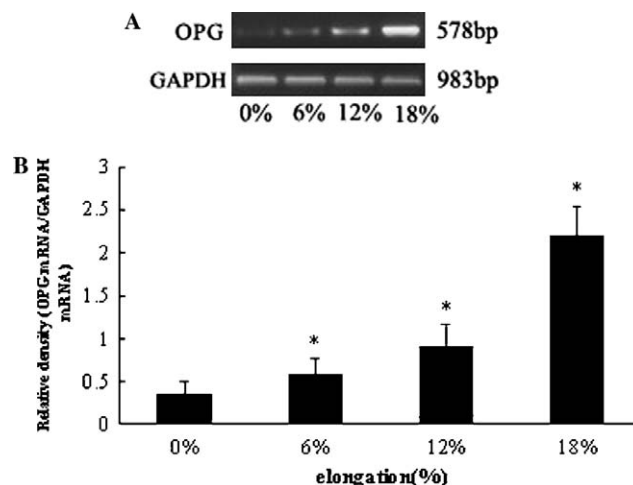 A
OPG 578bp
GAPDH 983bp
0% 6% 12% 18%
B
Relative density (OPG-mRNA/GAPDH
mRNA)
3
2.5
2
1.5
1
0.5
0
*
*
*
0% 6% 12% 18%
elongation(%)